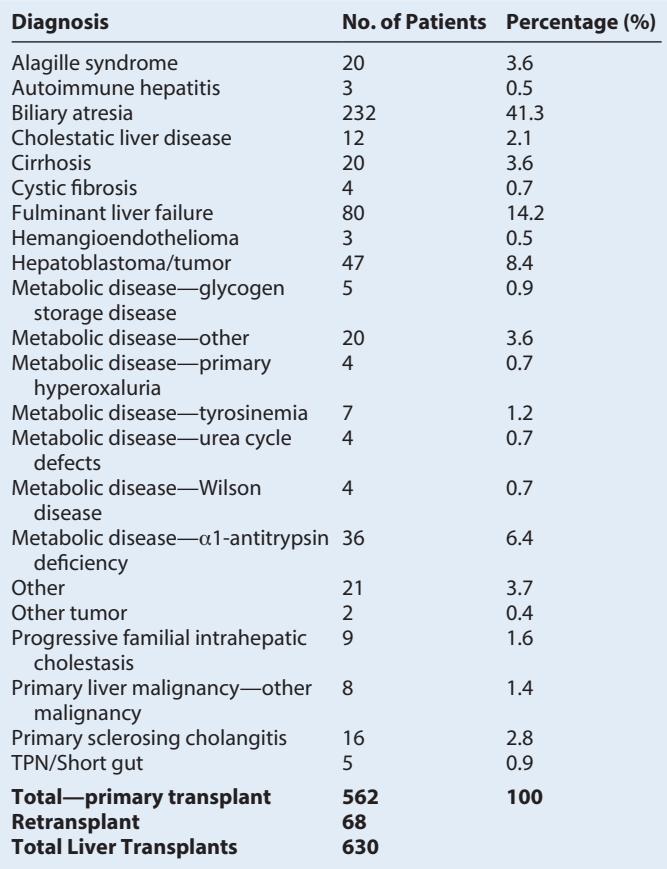 Diagnosis No. of Patients Percentage (%)
Alagille syndrome 20 3.6
Autoimmune hepatitis 3 0.5
Biliary atresia 232 41.3
Cholestatic liver disease 12 2.1
Cirrhosis 20 3.6
Cystic fibrosis 4 0.7
Fulminant liver failure 80 14.2
Hemangioendothelioma 3 0.5
Hepatoblastoma/tumor 47 8.4
Metabolic disease—glycogen 5 0.9
storage disease
Metabolic disease—other 20 3.6
Metabolic disease—primary 4 0.7
hyperoxaluria
Metabolic disease—tyrosinemia 7 1.2
Metabolic disease—urea cycle 4 0.7
defects
Metabolic disease—Wilson 4 0.7
disease
Metabolic disease—α1-antitrypsin 36 6.4
deficiency
Other 21 3.7
Other tumor 2 0.4
Progressive familial intrahepatic 9 1.6
cholestasis
Primary liver malignancy—other 8 1.4
malignancy
Primary sclerosing cholangitis 16 2.8
TPN/Short gut 5 0.9
Total—primary transplant 562 100
Retransplant 68
Total Liver Transplants 630